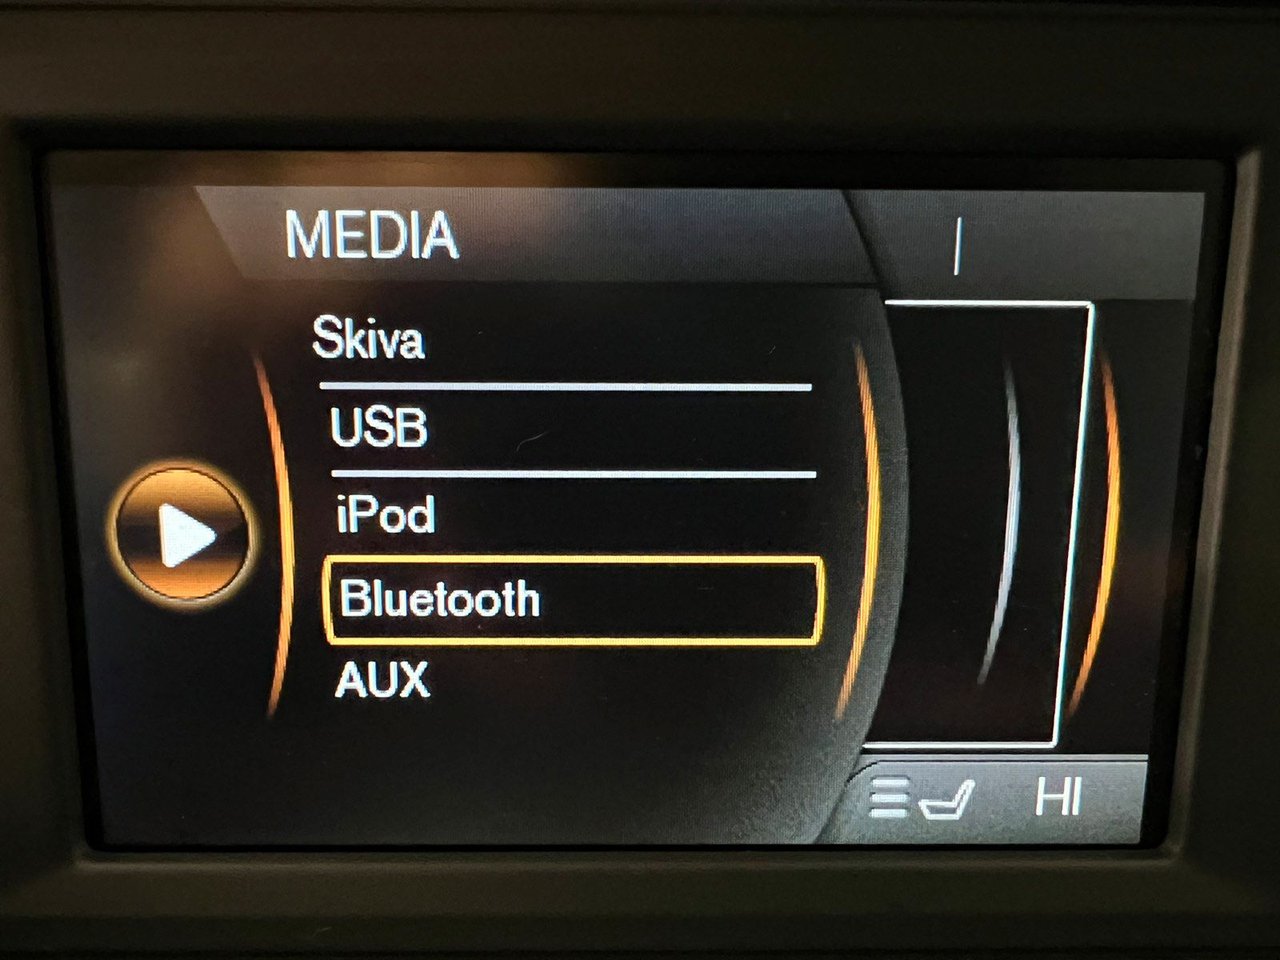 MEDIA
Skiva
USB
iPod
Bluetooth
AUX
HI